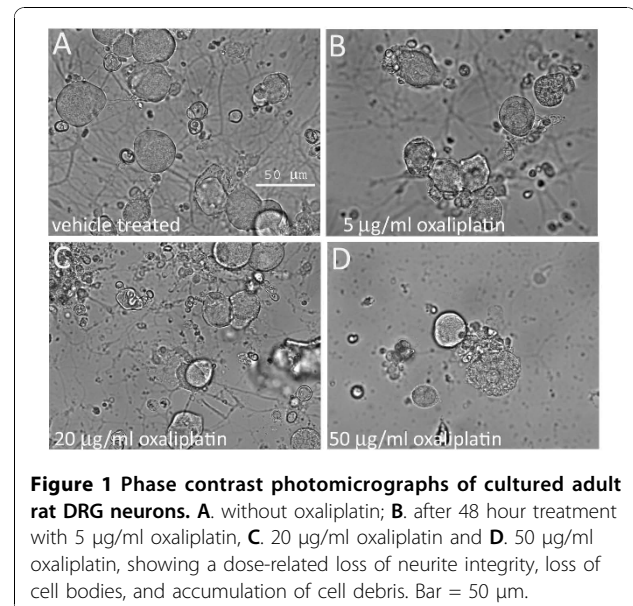 A
B
50 μm
vehicle treated
5 μg/ml oxaliplatin
C
D
20 μg/ml oxaliplatin
50 μg/ml oxaliplatin
Figure 1 Phase contrast photomicrographs of cultured adult
rat DRG neurons. A. without oxaliplatin; B. after 48 hour treatment
with 5 μg/ml oxaliplatin, C. 20 μg/ml oxaliplatin and D. 50 μg/ml
oxaliplatin, showing a dose-related loss of neurite integrity, loss of
cell bodies, and accumulation of cell debris. Bar = 50 μm.